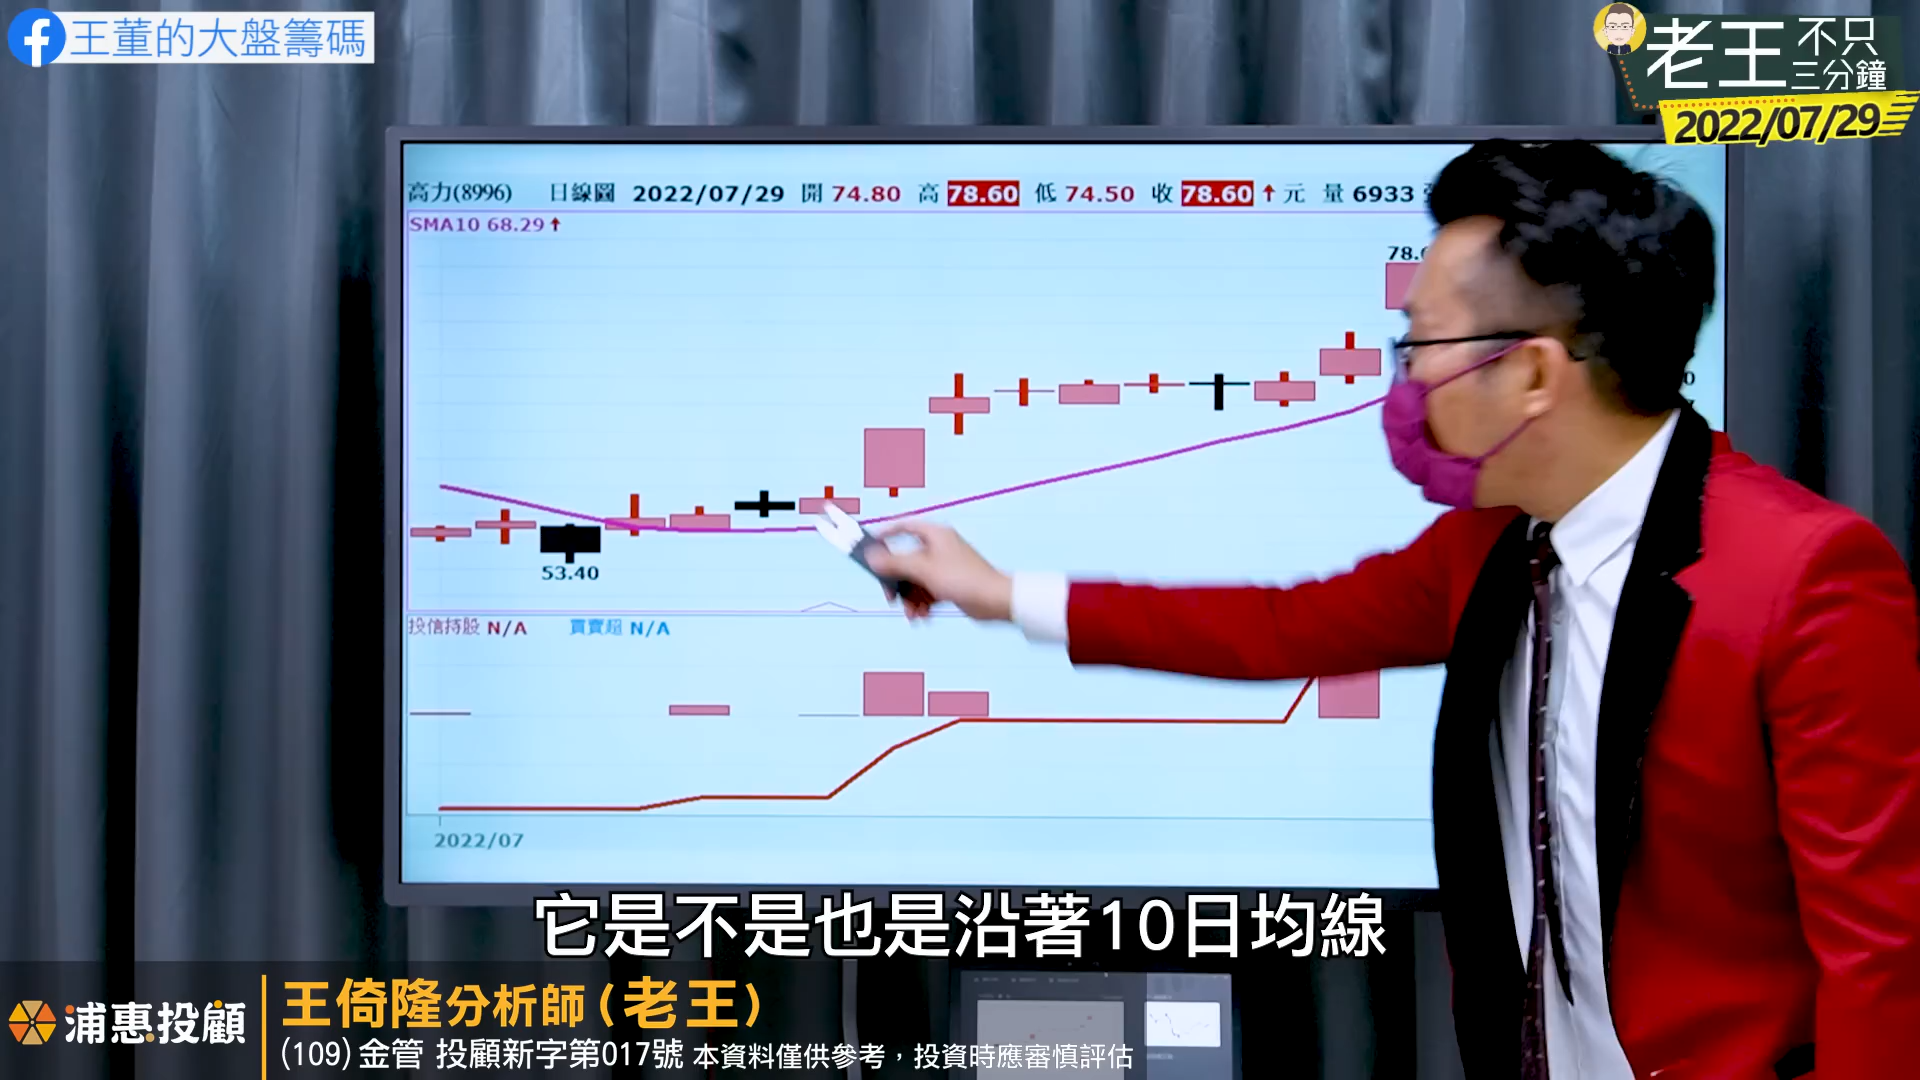 王董的大盤籌碼
老王 不只三分鐘
2022/07/29
高力(8996) 日線圖 2022/07/29 開 74.80 高 78.60 低 74.50 收 78.60↑元 量 6933
SMA10 68.29↑
53.40
投信持股 N/A 買賣超 N/A
2022/07
它是不是也是沿著10日均線
浦惠投顧
王倚隆分析師(老王)
(109)金管 投顧新字第017號 本資料僅供參考,投資時應審慎評估